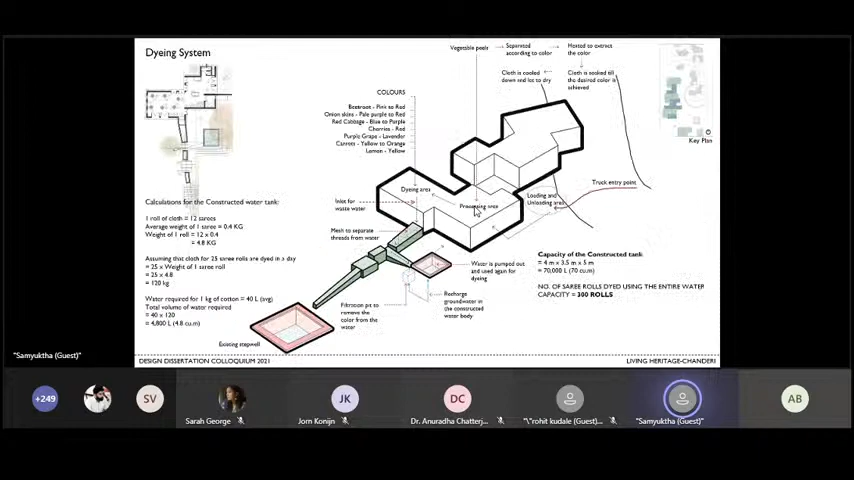 Dyeing System
Vegetable peels
Separated
according to color
Heated to extract
the color
Cloth is cooled
down and let to dry
Cloth is soaked till
the desired color is
achieved
COLOURS
Beetroot - Pink to Red
Onion skins - Pale purple to Red
Red Cabbage - Blue to Purple
Cherries - Red
Purple Grape - Lavender
Carrots - Yellow to Orange
Lemon - Yellow
Key Plan
Dyeing area
Processing area
Inlet for
waste water
Loading and
Unloading area
Truck entry point
Mesh to separate
threads from water
Calculations for the Constructed water tank:
1 roll of cloth = 12 sarees
Average weight of 1 saree = 0.4 KG
Weight of 1 roll = 12 x 0.4
= 4.8 KG
Assuming that cloth for 25 saree rolls are dyed in a day
= 25 x Weight of 1 saree roll
= 25 x 4.8
= 120 kg
Water required for 1 kg of cotton = 40 L (avg)
Total volume of water required
= 40 x 120
= 4,800 L (4.8 cu.m)
Water is pumped out
and used again for
dyeing
Capacity of the Constructed tank:
= 4 m x 3.5 m x 5 m
= 70,000 L (70 cu.m)
NO. OF SAREE ROLLS DYED USING THE ENTIRE WATER
CAPACITY = 300 ROLLS
Filtration pit to
remove the
color from the
water
Recharge
groundwater in
the constructed
water body
Existing stepwell
DESIGN DISSERTATION COLLOQUIUM 2021
LIVING HERITAGE-CHANDERI
"Samyuktha (Guest)"
+249
SV
JK
DC
AB
Sarah George
Jorn Konijn
Dr. Anuradha Chatterj...
"\"rohit kudale (Guest)...
"Samyuktha (Guest)"